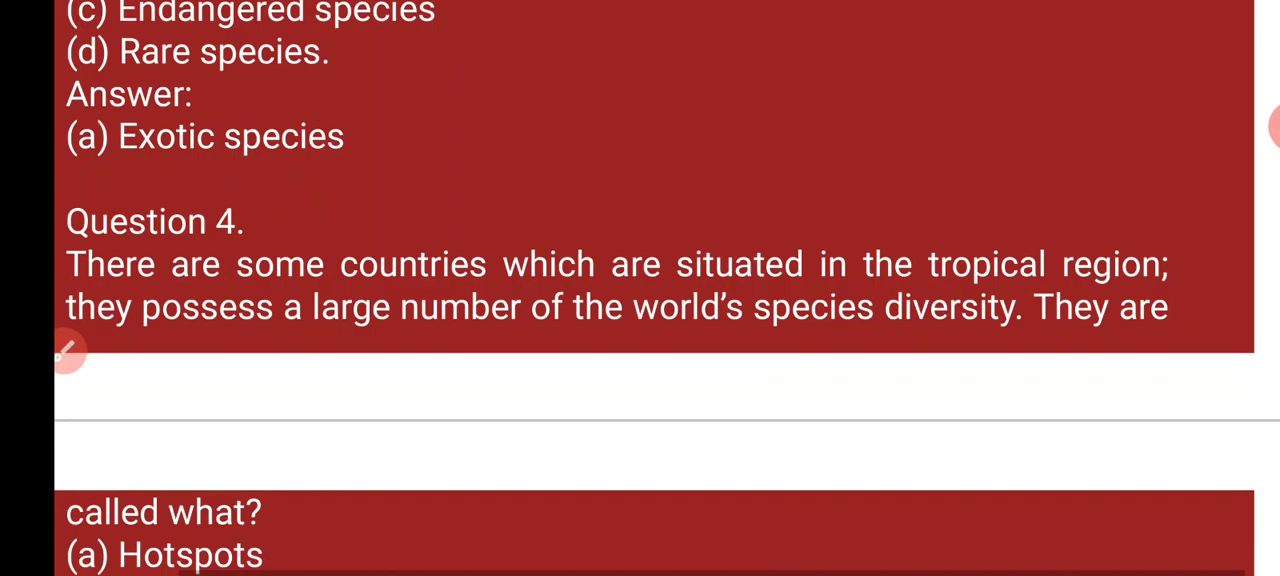 (c) Endangered species
(d) Rare species.
Answer:
(a) Exotic species
Question 4.
There are some countries which are situated in the tropical region;
they possess a large number of the world's species diversity. They are
called what?
(a) Hotspots